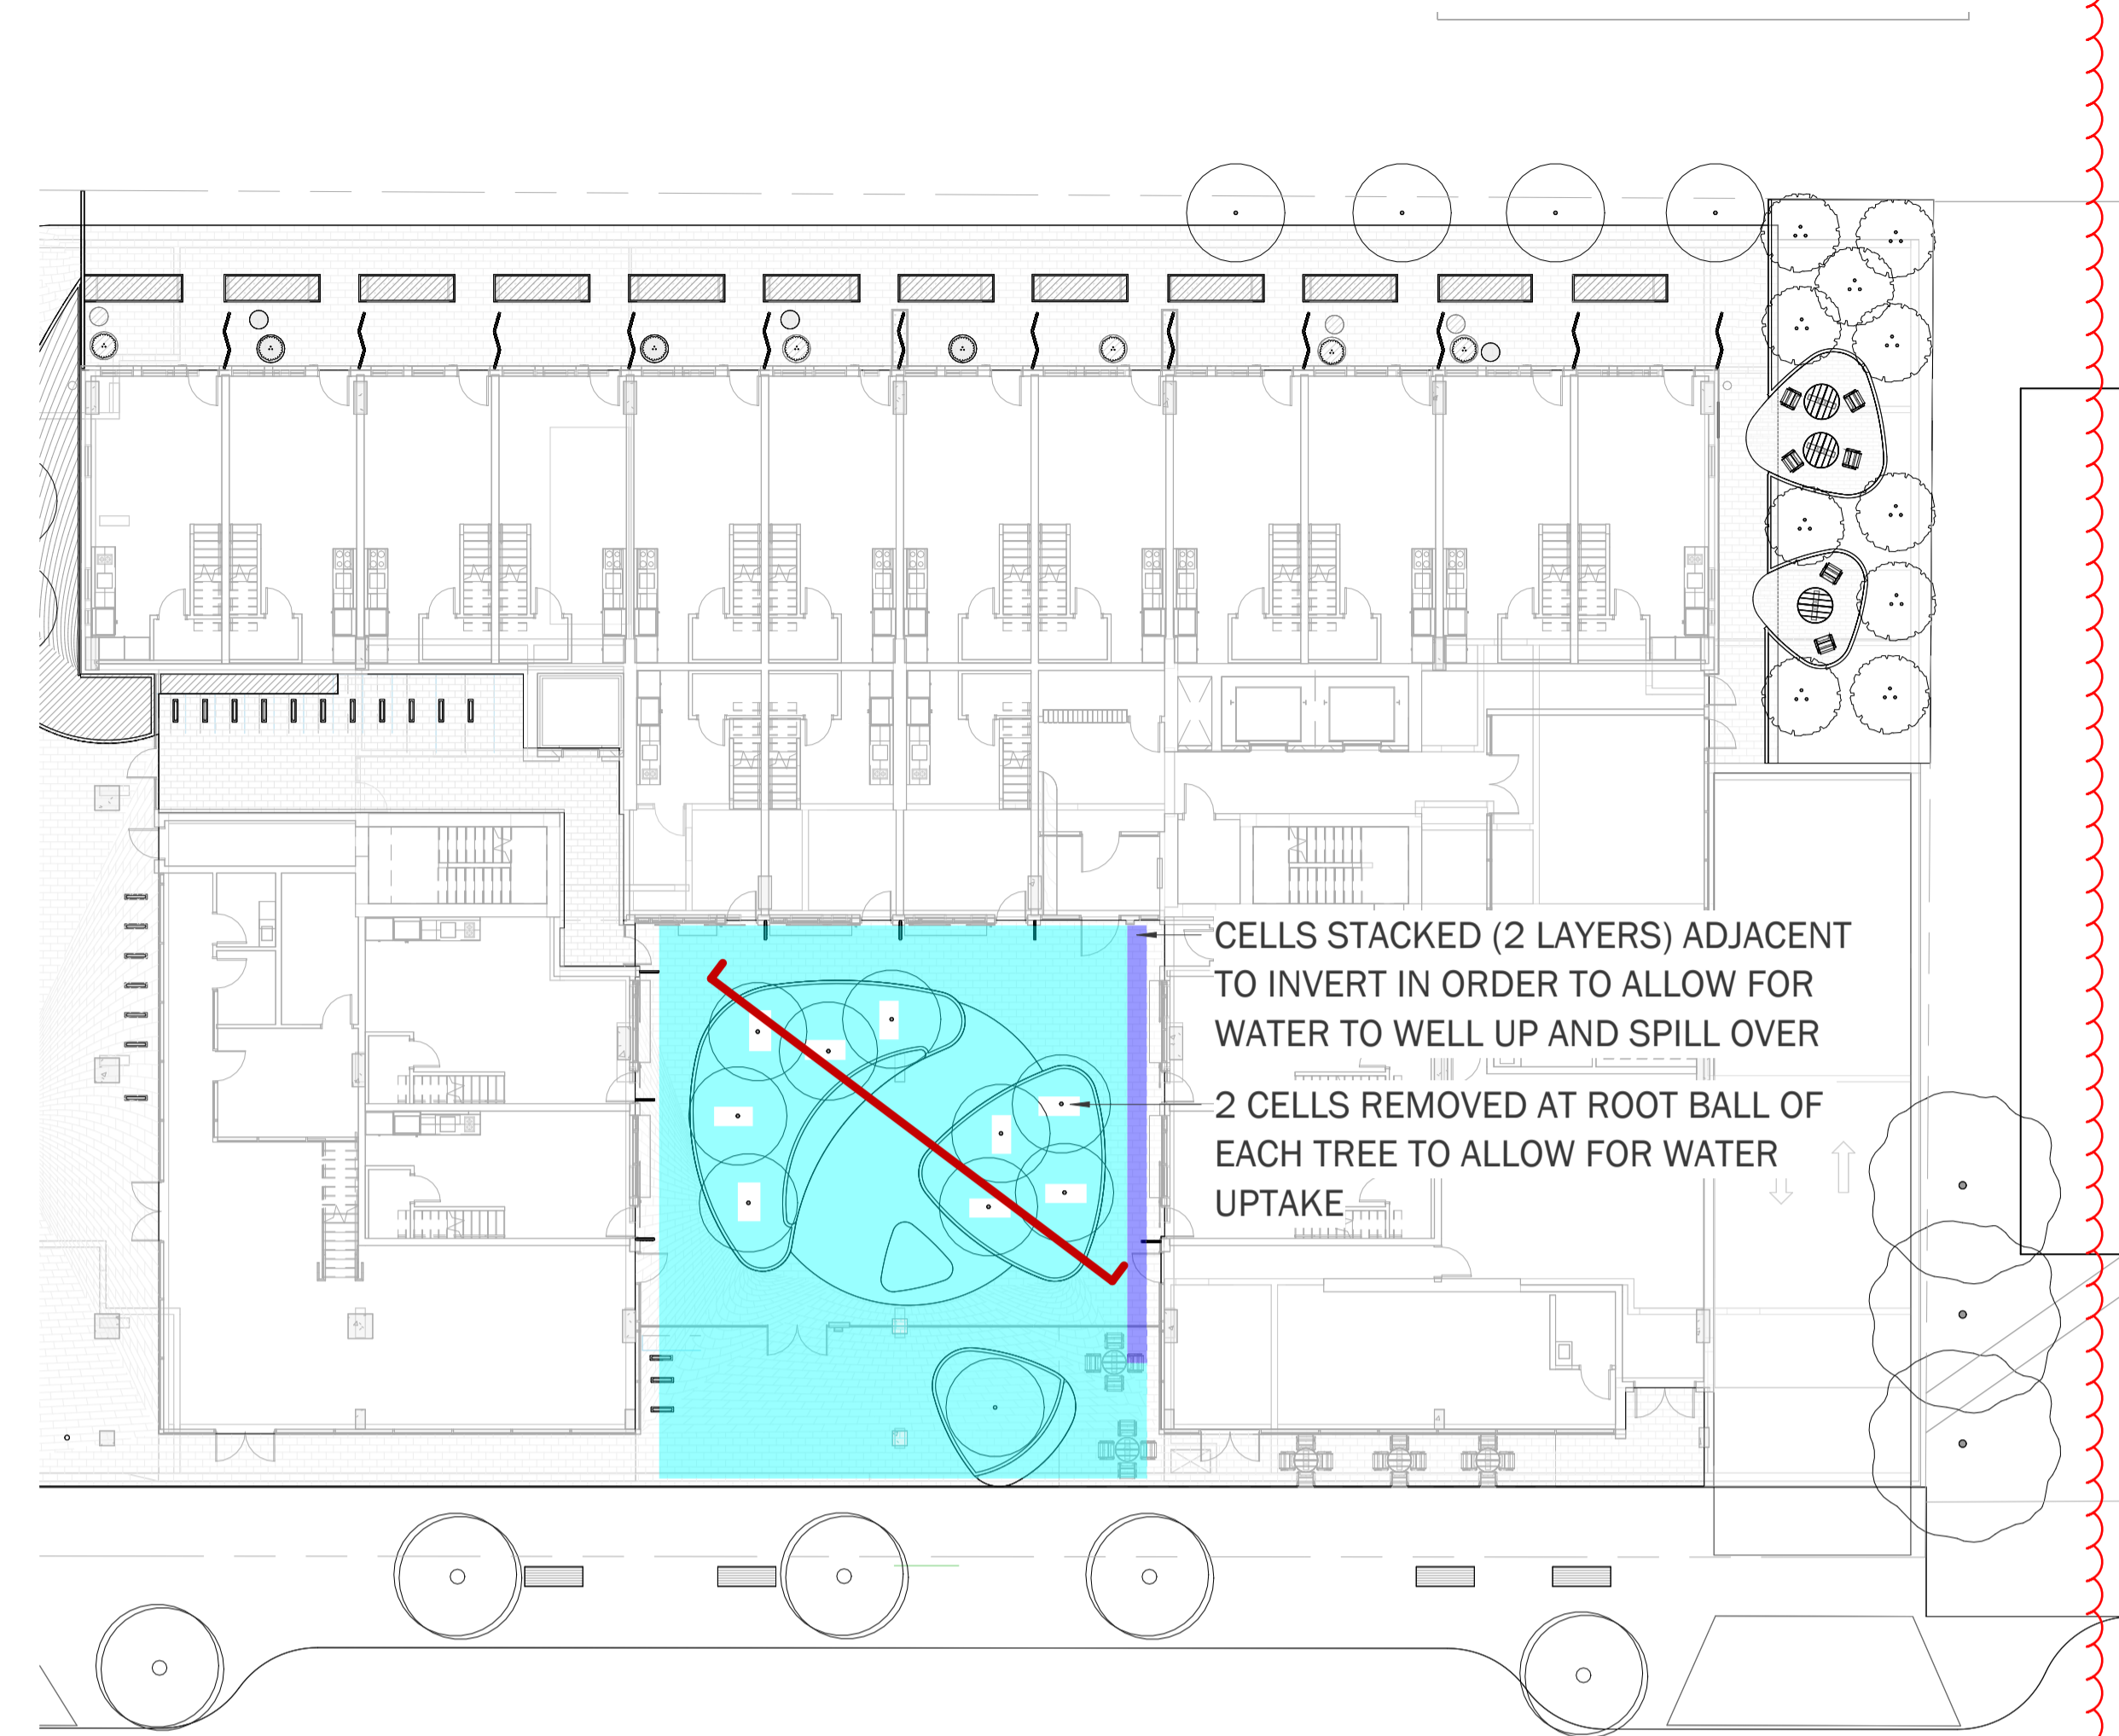 CELLS STACKED (2 LAYERS) ADJACENT
TO INVERT IN ORDER TO ALLOW FOR
WATER TO WELL UP AND SPILL OVER
2 CELLS REMOVED AT ROOT BALL OF
EACH TREE TO ALLOW FOR WATER
UPTAKE